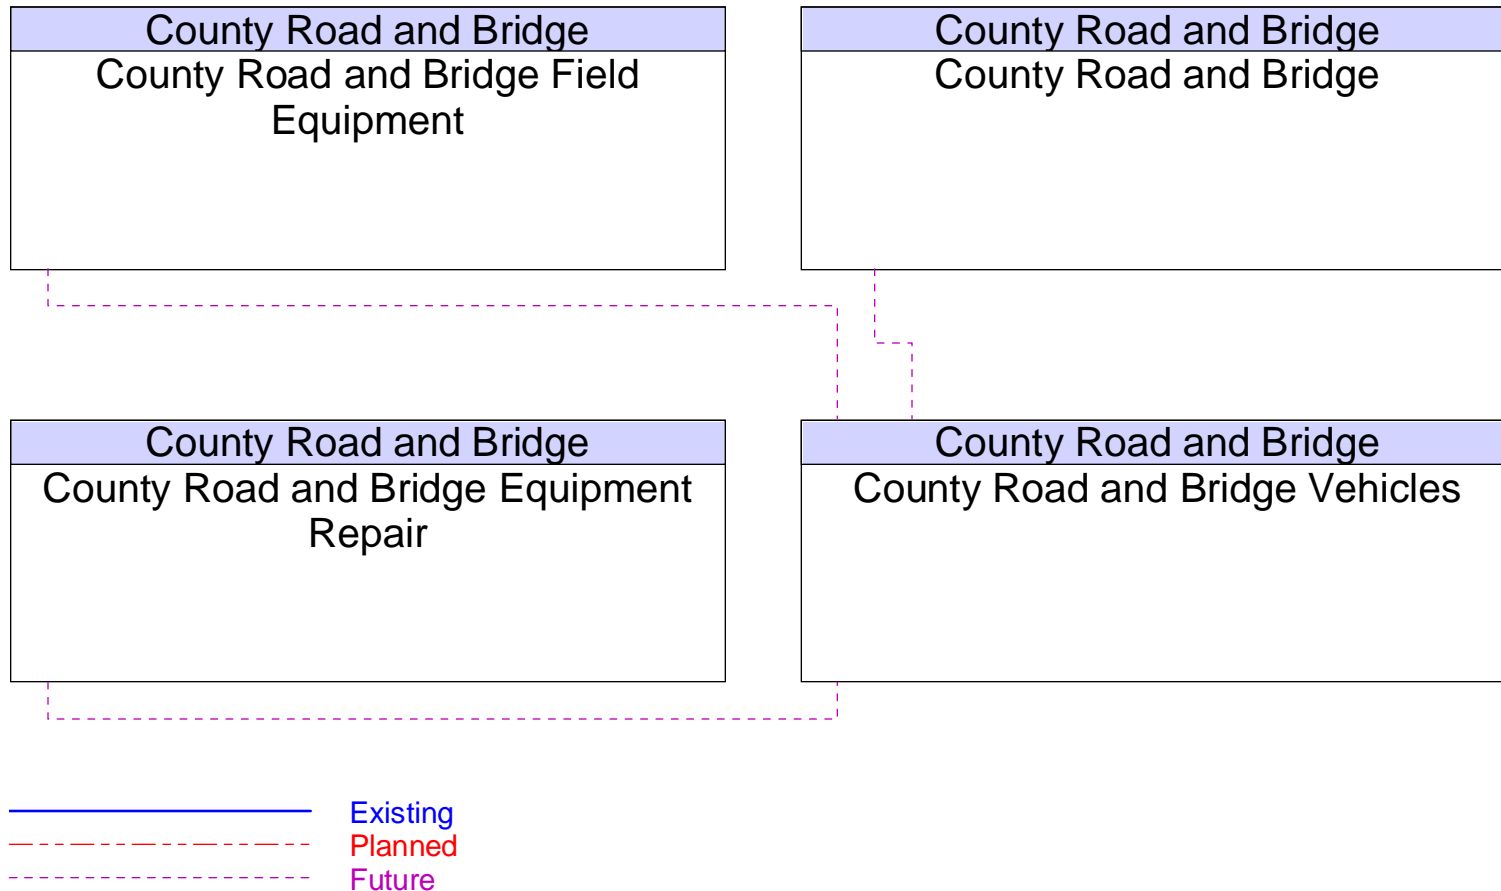 County Road and Bridge
County Road and Bridge Field
Equipment
County Road and Bridge
County Road and Bridge
County Road and Bridge
County Road and Bridge Equipment
Repair
County Road and Bridge
County Road and Bridge Vehicles
Existing
Planned
Future